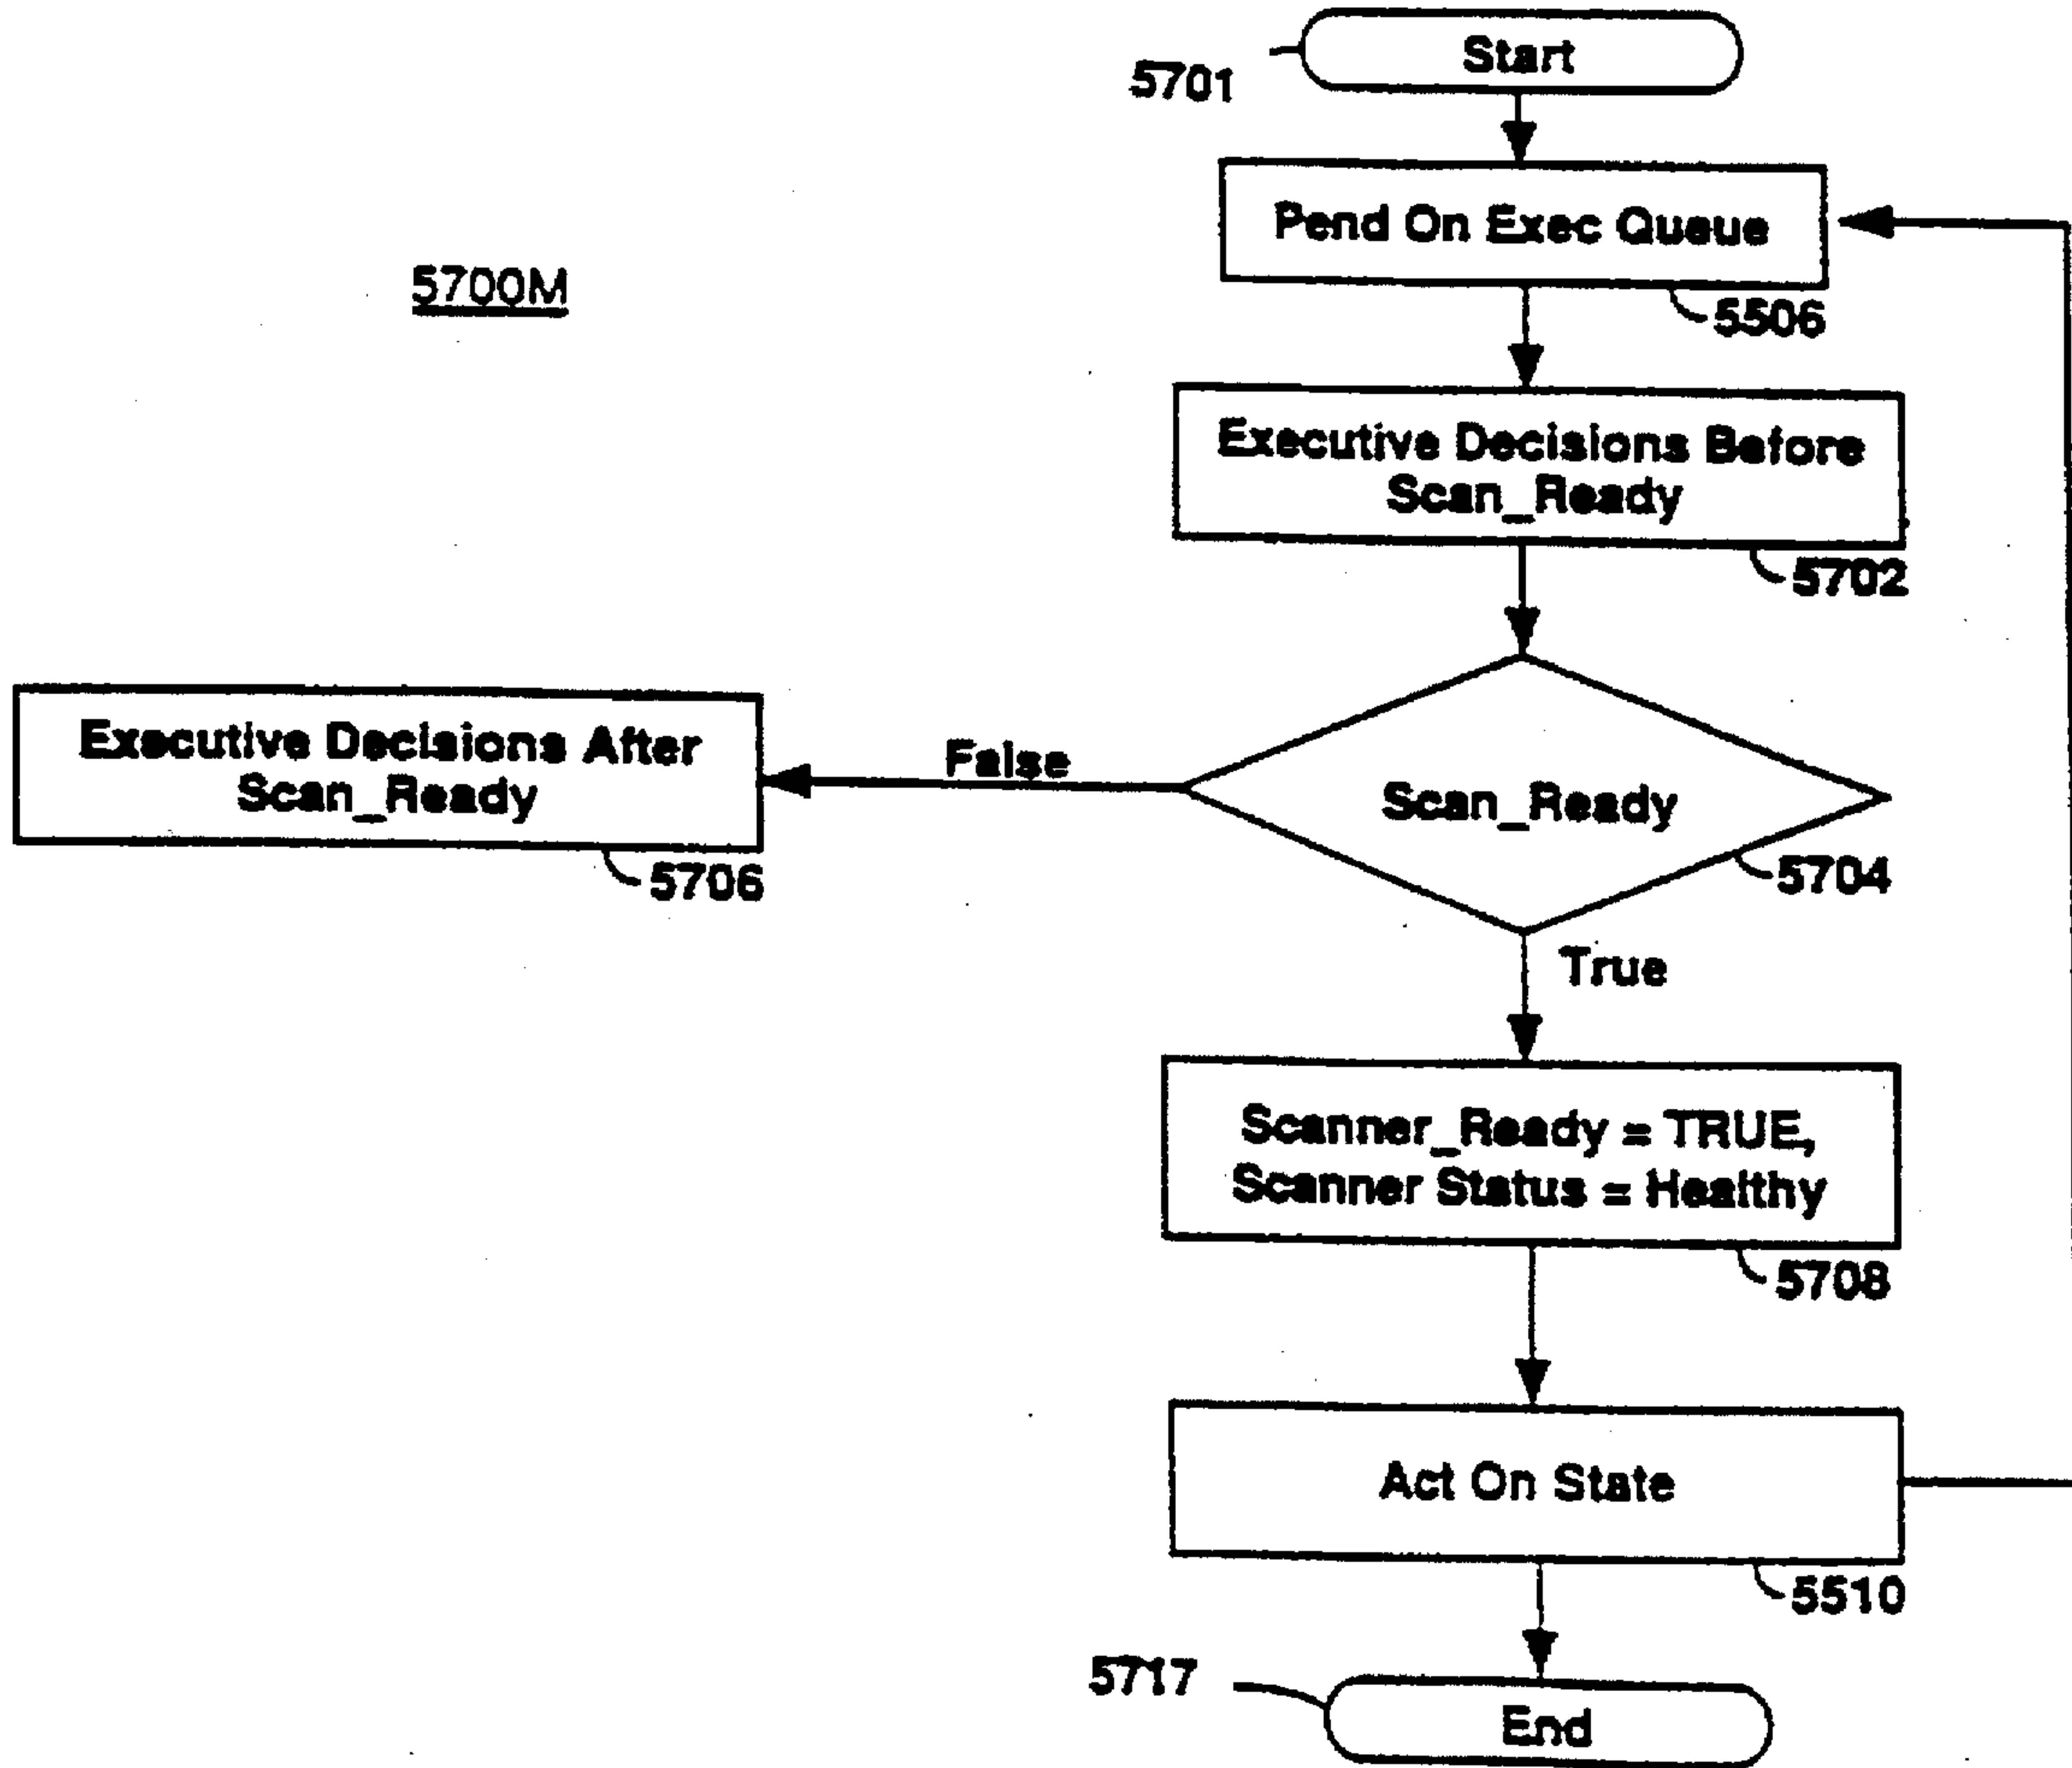 Start
5701
Pend On Exec Queue
5700M
5506
Executive Decisions Before
Scan_Ready
5702
Executive Decisions After
Scan_Ready
False
Scan_Ready
5706
5704
True
Scanner_Ready = TRUE,
Scanner Status = Healthy
5708
Act On State
5510
5717
End